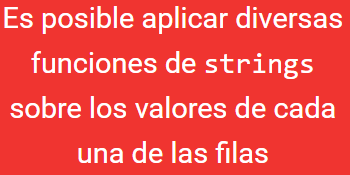 Es posible aplicar diversas
funciones de strings
sobre los valores de cada
una de las filas